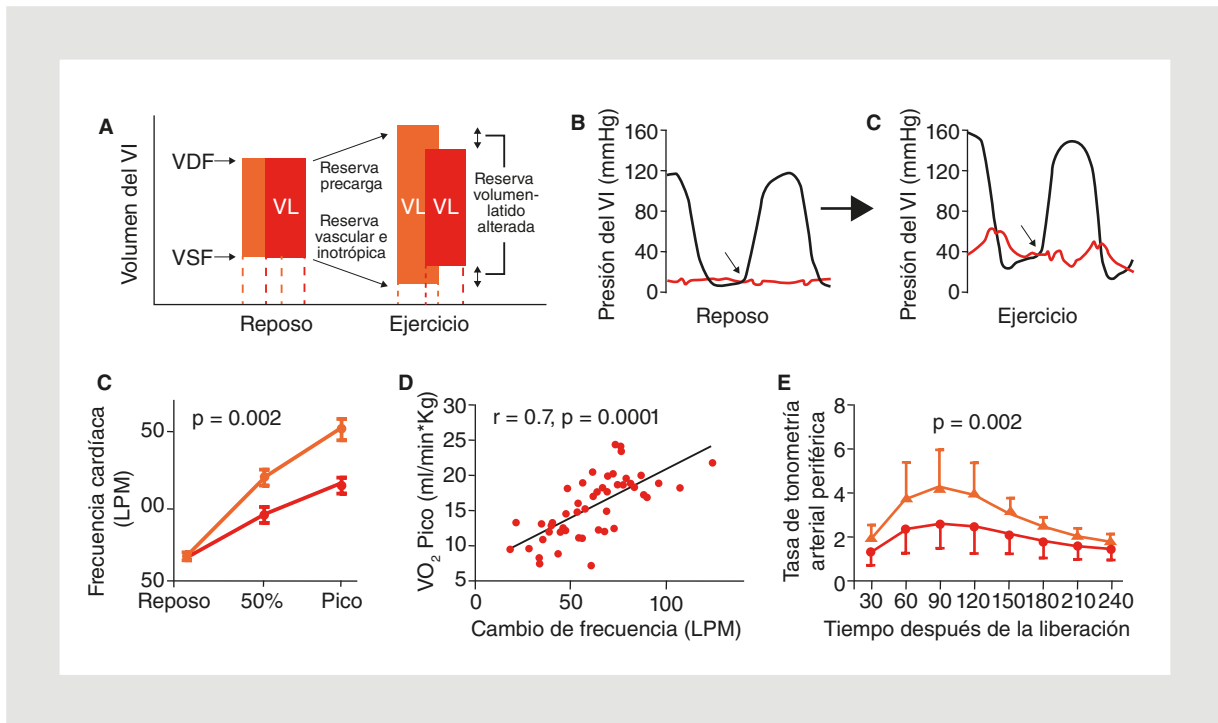 A
Volumen del VI
VDF
VSF
VL
Reserva
precarga
Reserva
vascular e
inotrópica
VL
VL
Reserva
volumen-
latido
alterada
Reposo
Ejercicio
B
Presión del VI (mmHg)
160
120
80
40
0
Reposo
C
Presión del VI (mmHg)
160
120
80
40
0
Ejercicio
C
Frecuencia cardíaca
(LPM)
p = 0.002
50
00
50
Reposo
50%
Pico
D
VO2 Pico (ml/min*Kg)
r = 0.7, p = 0.0001
30
25
20
15
10
5
0
50
100
Cambio de frecuencia (LPM)
E
Tasa de tonometría
arterial periférica
p = 0.002
8
6
4
2
0
30 60 90 120 150 180 210 240
Tiempo después de la liberación